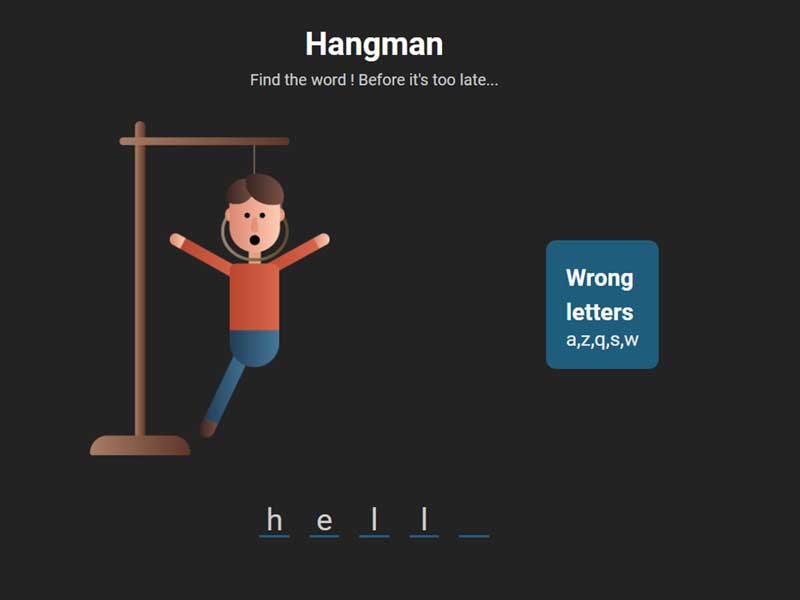 Hangman
Find the word ! Before it's too late...
Wrong
letters
a,z,q,s,w
h e l l